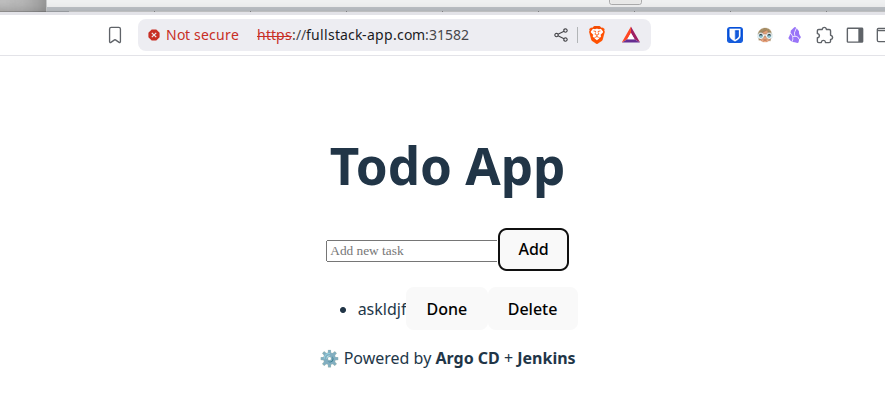 Not secure https://fullstack-app.com:31582
Todo App
Add new task Add
askldjf Done Delete
⚙️ Powered by Argo CD + Jenkins